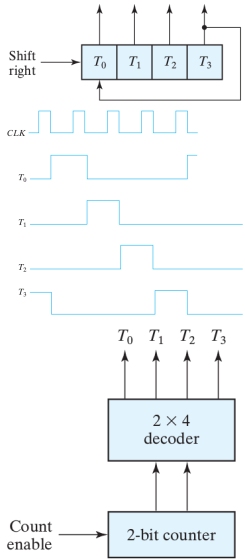 Shift
right
T₀ T₁ T₂ T₃
CLK
T₀
T₁
T₂
T₃
T₀ T₁ T₂ T₃
2 × 4
decoder
Count
enable
2-bit counter